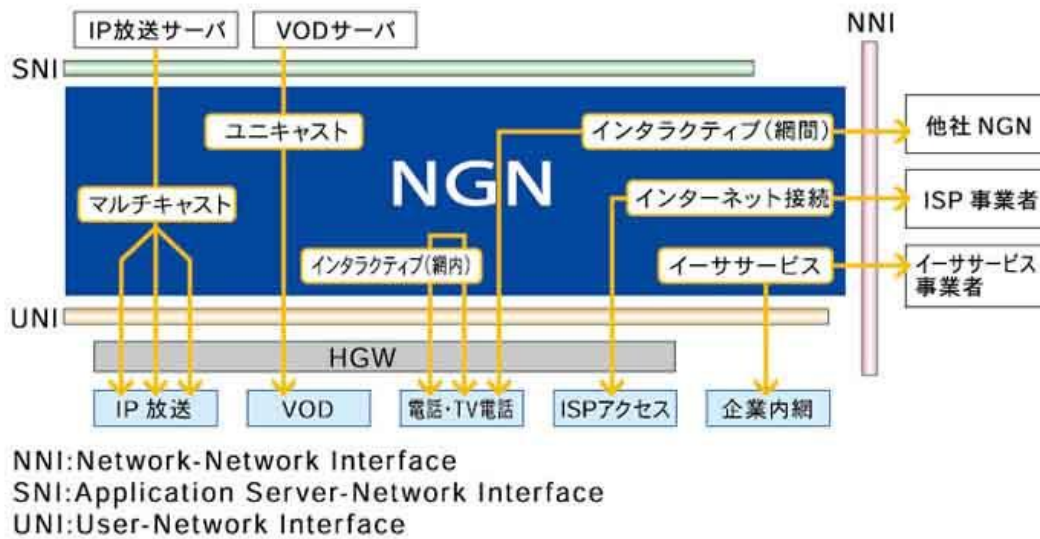 IP放送サーバ
VODサーバ
NNI
SNI
ユニキャスト
インタラクティブ(網間)
他社 NGN
NGN
マルチキャスト
インターネット接続
ISP 事業者
インタラクティブ(網内)
イーササービス
イーササービス
事業者
UNI
HGW
IP 放送
VOD
電話・TV電話
ISPアクセス
企業内網
NNI:Network-Network Interface
SNI:Application Server-Network Interface
UNI:User-Network Interface